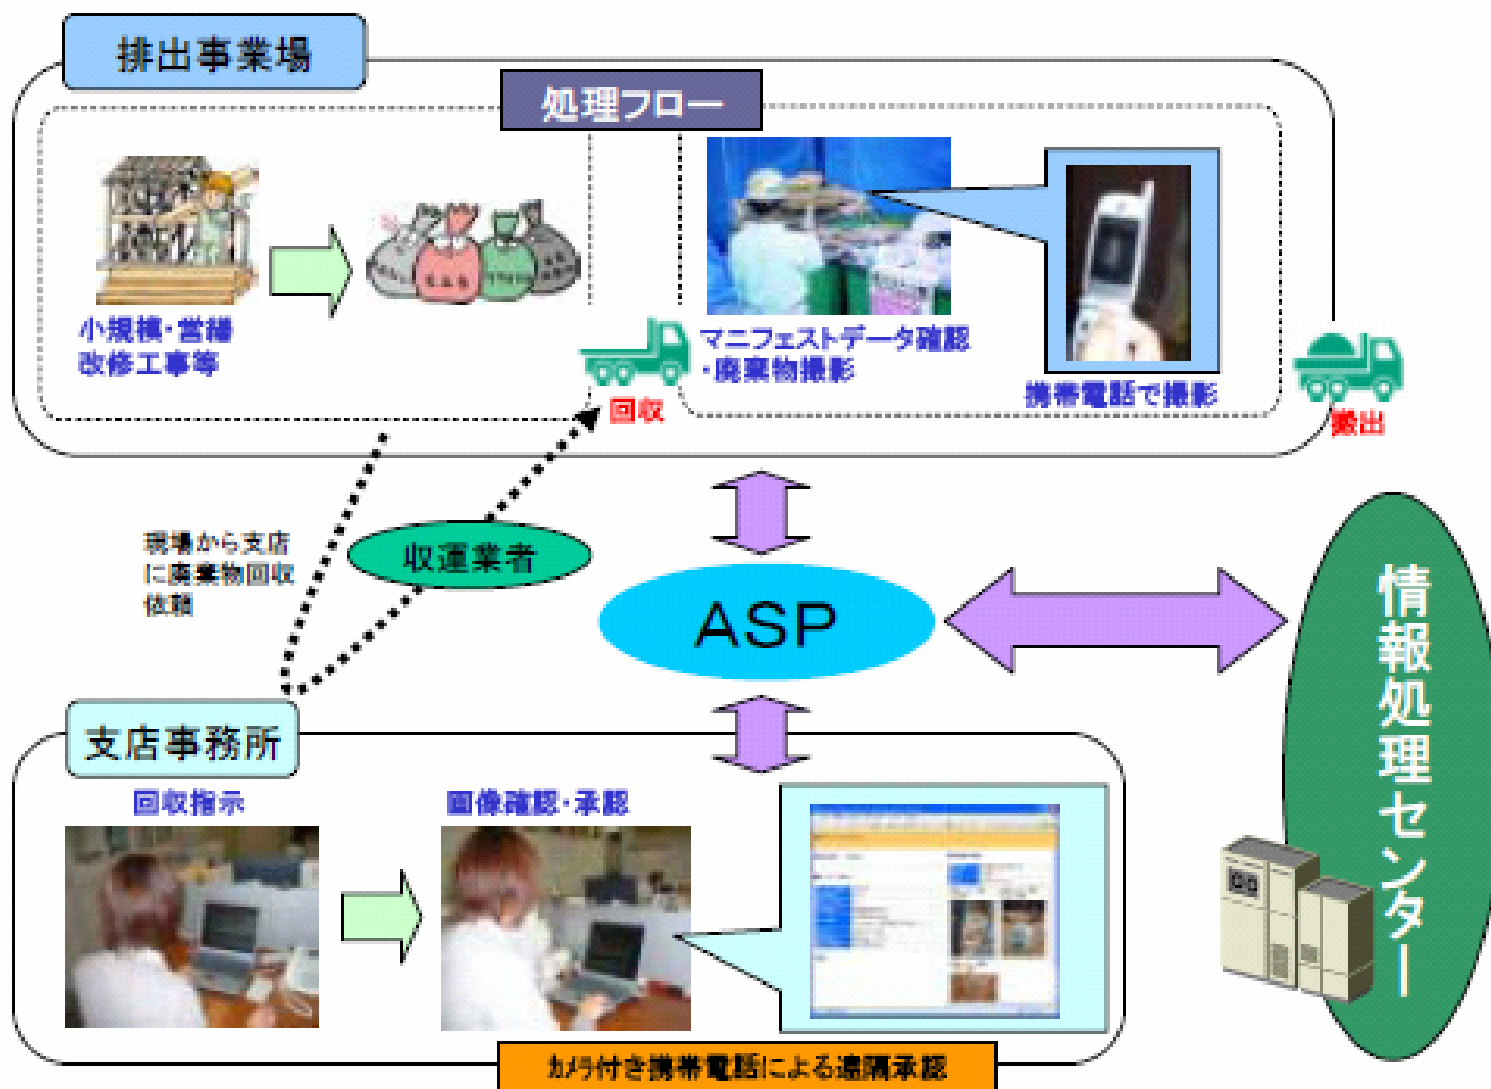 排出事業場
処理フロー
小規模・営繕
改修工事等
回収
マニフェストデータ確認
・廃棄物撮影
携帯電話で撮影
搬出
現場から支店
に廃棄物回収
依頼
収運業者
ASP
情報処理センター
支店事務所
回収指示
画像確認・承認
カメラ付き携帯電話による遠隔承認